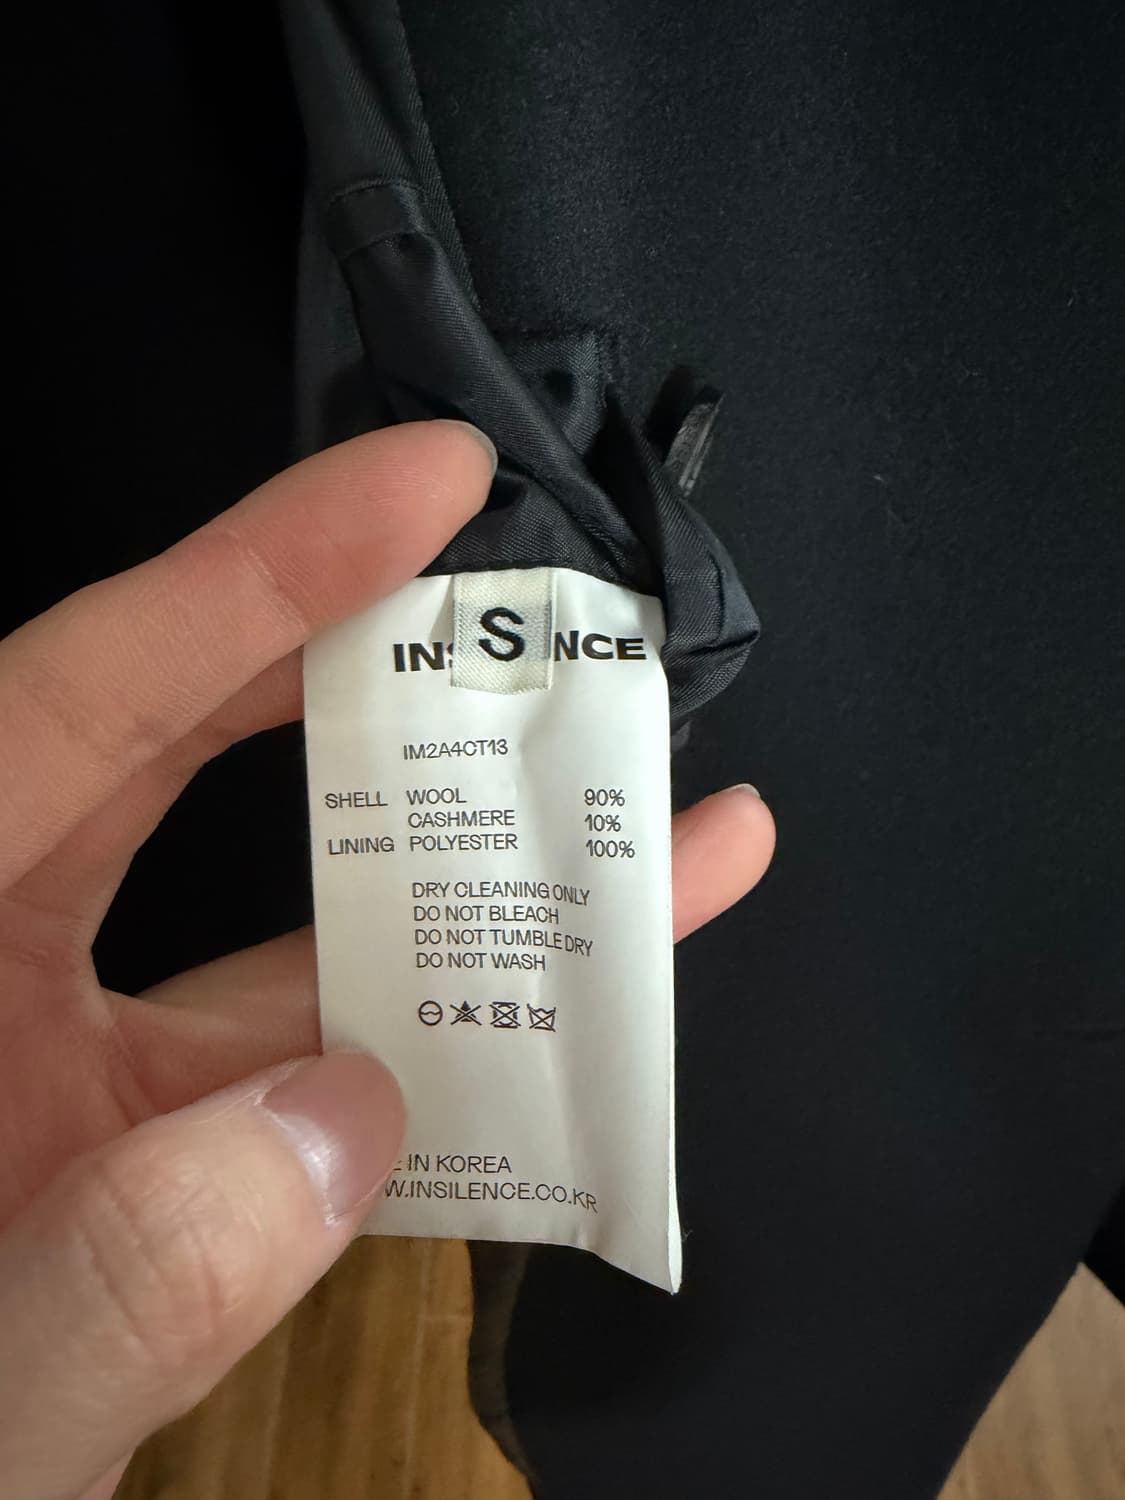 S
NCE
IM2A4CT13
SHELL WOOL 90%
CASHMERE 10%
LINING POLYESTER 100%
DRY CLEANING ONLY
DO NOT BLEACH
DO NOT TUMBLE DRY
DO NOT WASH
IN KOREA
W.INSILENCE.CO.KR